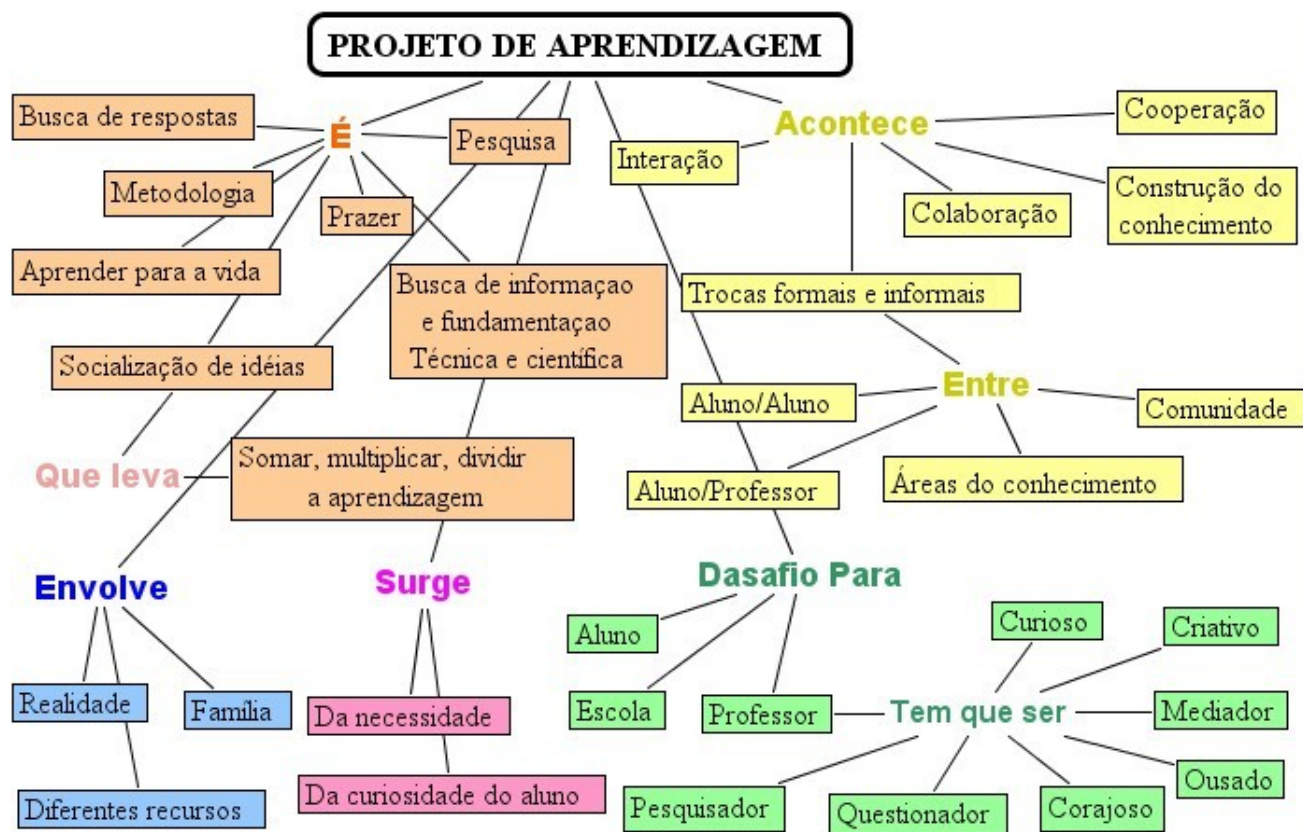 PROJETO DE APRENDIZAGEM
Busca de respostas
É
Pesquisa
Metodologia
Prazer
Aprender para a vida
Busca de informaçao
e fundamentaçao
Técnica e científica
Socialização de idéias
Que leva
Somar, multiplicar, dividir
a aprendizagem
Acontece
Cooperação
Interação
Colaboração
Construção do
conhecimento
Trocas formais e informais
Entre
Aluno/Aluno
Comunidade
Aluno/Professor
Áreas do conhecimento
Envolve
Realidade
Família
Diferentes recursos
Surge
Da necessidade
Da curiosidade do aluno
Dasafio Para
Aluno
Escola
Professor
Tem que ser
Curioso
Criativo
Mediador
Ousado
Corajoso
Questionador
Pesquisador